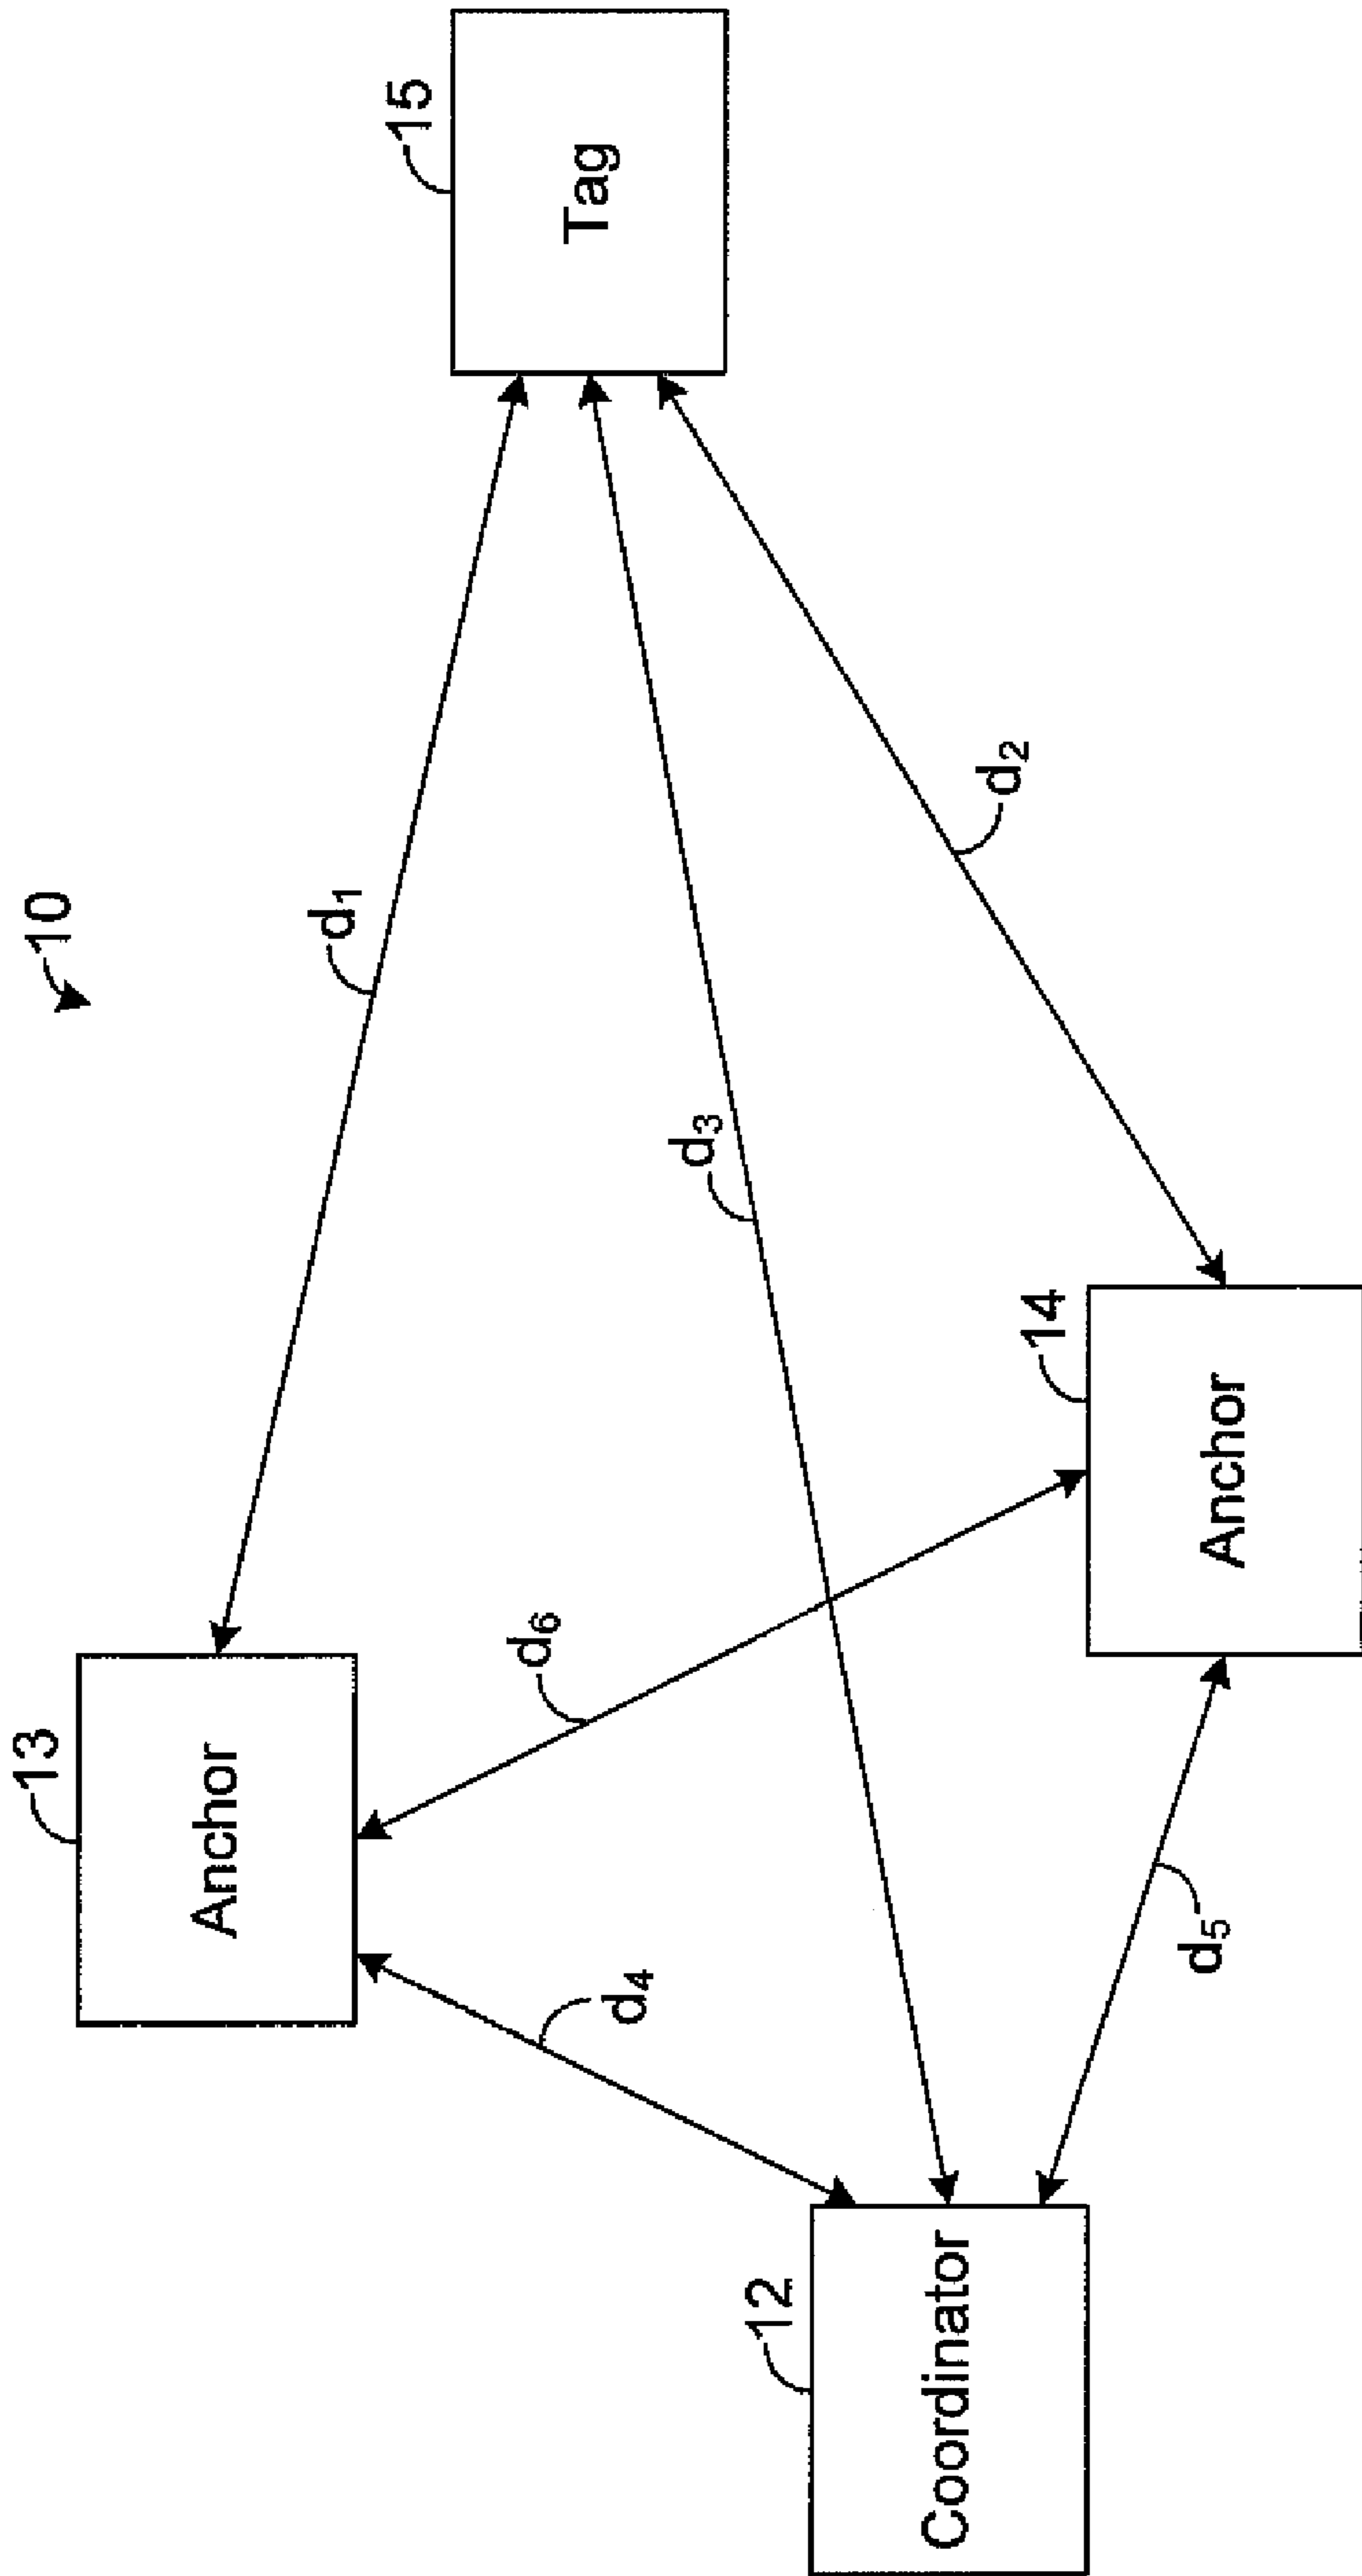 10
13
Anchor
d1
15
Tag
d6
d4
d3
12
Coordinator
14
Anchor
d2
d5